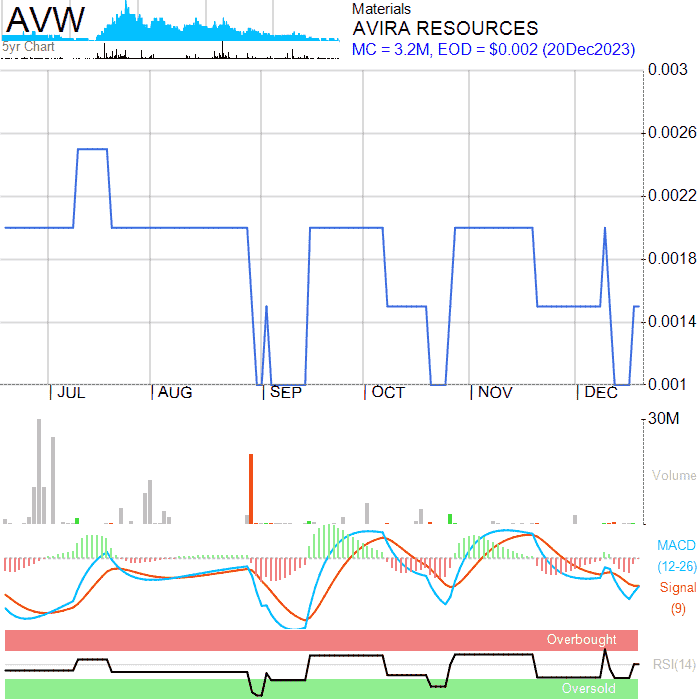 AVW
5yr Chart
Materials
AVIRA RESOURCES
MC = 3.2M, EOD = $0.002 (20Dec2023)
0.003
0.0026
0.0022
0.0018
0.0014
0.001
JUL AUG SEP OCT NOV DEC
30M
Volume
MACD
(12-26)
Signal
(9)
Overbought
RSI(14)
Oversold